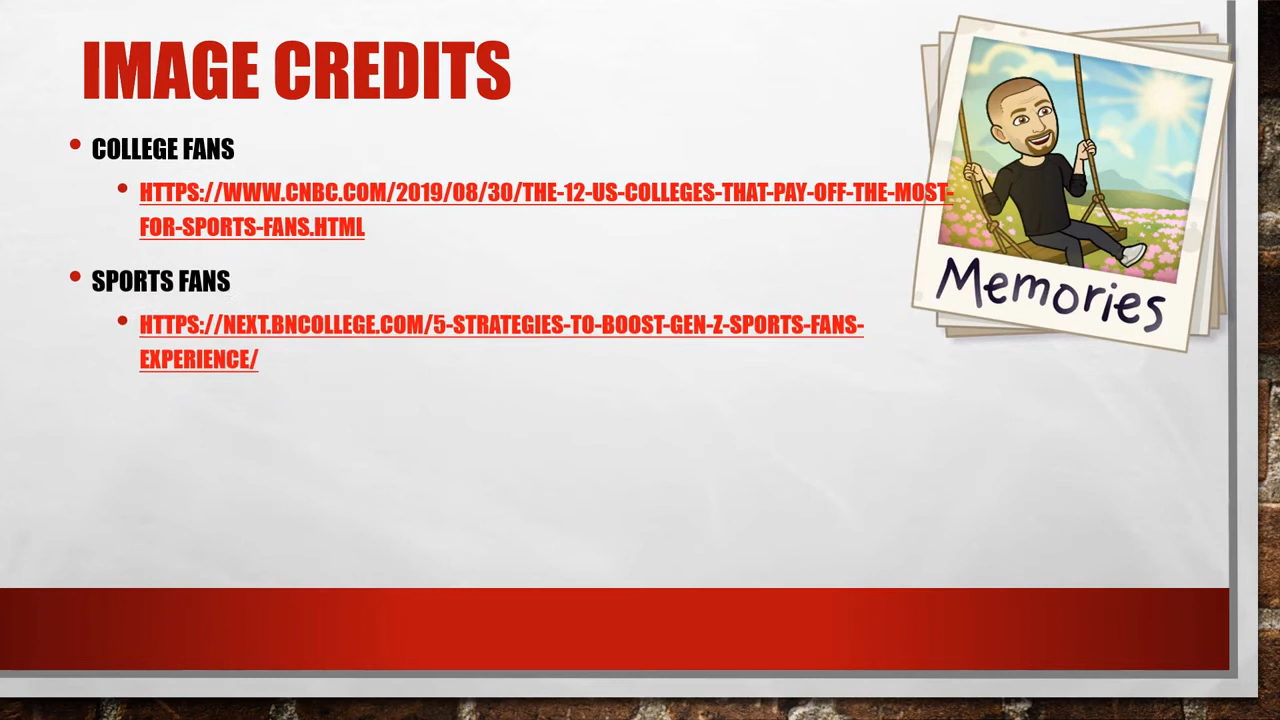 IMAGE CREDITS
COLLEGE FANS
HTTPS://WWW.CNBC.COM/2019/08/30/THE-12-US-COLLEGES-THAT-PAY-OFF-THE-MOST-
FOR-SPORTS-FANS.HTML
SPORTS FANS
HTTPS://NEXT.BNCOLLEGE.COM/5-STRATEGIES-TO-BOOST-GEN-Z-SPORTS-FANS-
EXPERIENCE/
Memories